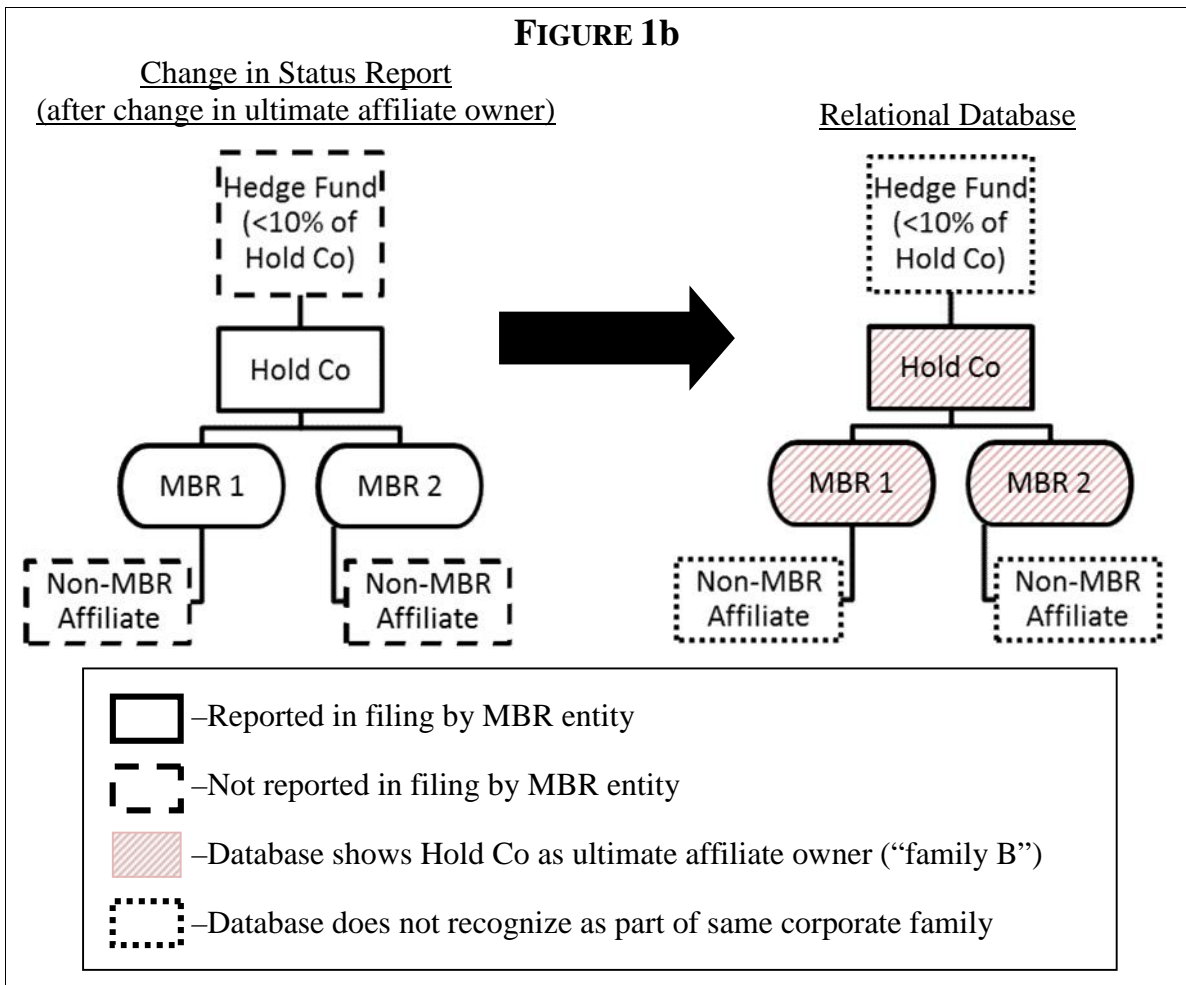 FIGURE 1b
Change in Status Report
(after change in ultimate affiliate owner)
Hedge Fund
(<10% of
Hold Co)
Hold Co
MBR 1
MBR 2
Non-MBR
Affiliate
Non-MBR
Affiliate
Relational Database
Hedge Fund
(<10% of
Hold Co)
Hold Co
MBR 1
MBR 2
Non-MBR
Affiliate
Non-MBR
Affiliate
–Reported in filing by MBR entity
–Not reported in filing by MBR entity
–Database shows Hold Co as ultimate affiliate owner (“family B”)
–Database does not recognize as part of same corporate family